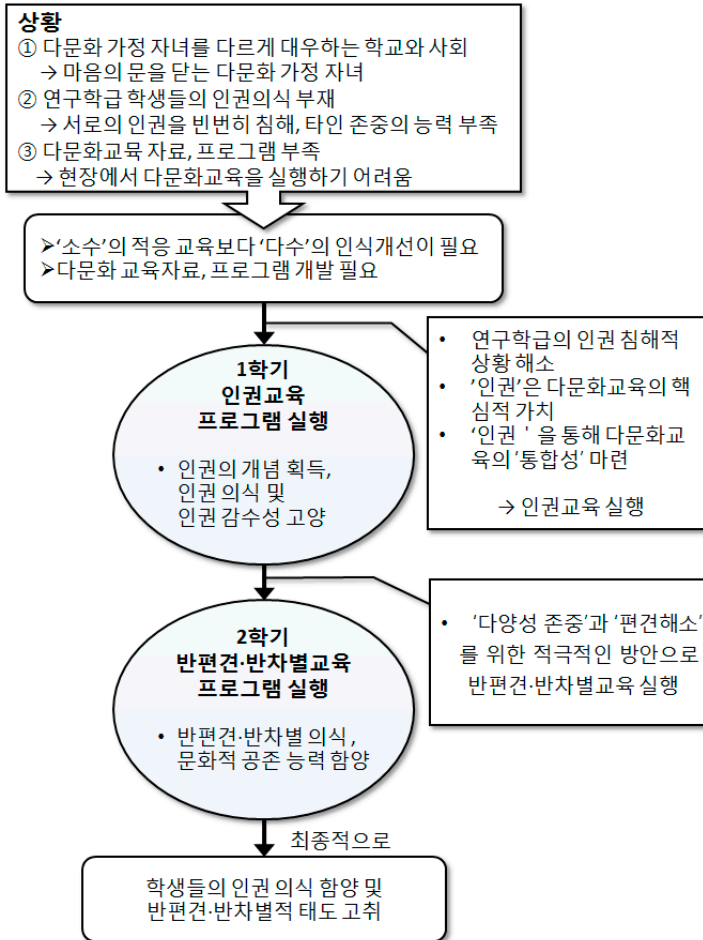 상황
① 다문화 가정 자녀를 다르게 대우하는 학교와 사회
→ 마음의 문을 닫는 다문화 가정 자녀
② 연구학급 학생들의 인권의식 부재
→ 서로의 인권을 빈번히 침해, 타인 존중의 능력 부족
③ 다문화교육 자료, 프로그램 부족
→ 현장에서 다문화교육을 실행하기 어려움
➢'소수'의 적응 교육보다 '다수'의 인식개선이 필요
➢다문화 교육자료, 프로그램 개발 필요
• 연구학급의 인권 침해적
상황 해소
• ’인권’은 다문화교육의 핵
심적 가치
• ‘인권＇을 통해 다문화교
육의 '통합성' 마련
→ 인권교육 실행
1학기
인권교육
프로그램 실행
• 인권의 개념 획득,
인권 의식 및
인권 감수성 고양
• '다양성 존중'과 '편견해소'
를 위한 적극적인 방안으로
반편견·반차별교육 실행
2학기
반편견·반차별교육
프로그램 실행
• 반편견·반차별 의식,
문화적 공존 능력 함양
최종적으로
학생들의 인권 의식 함양 및
반편견·반차별적 태도 고취